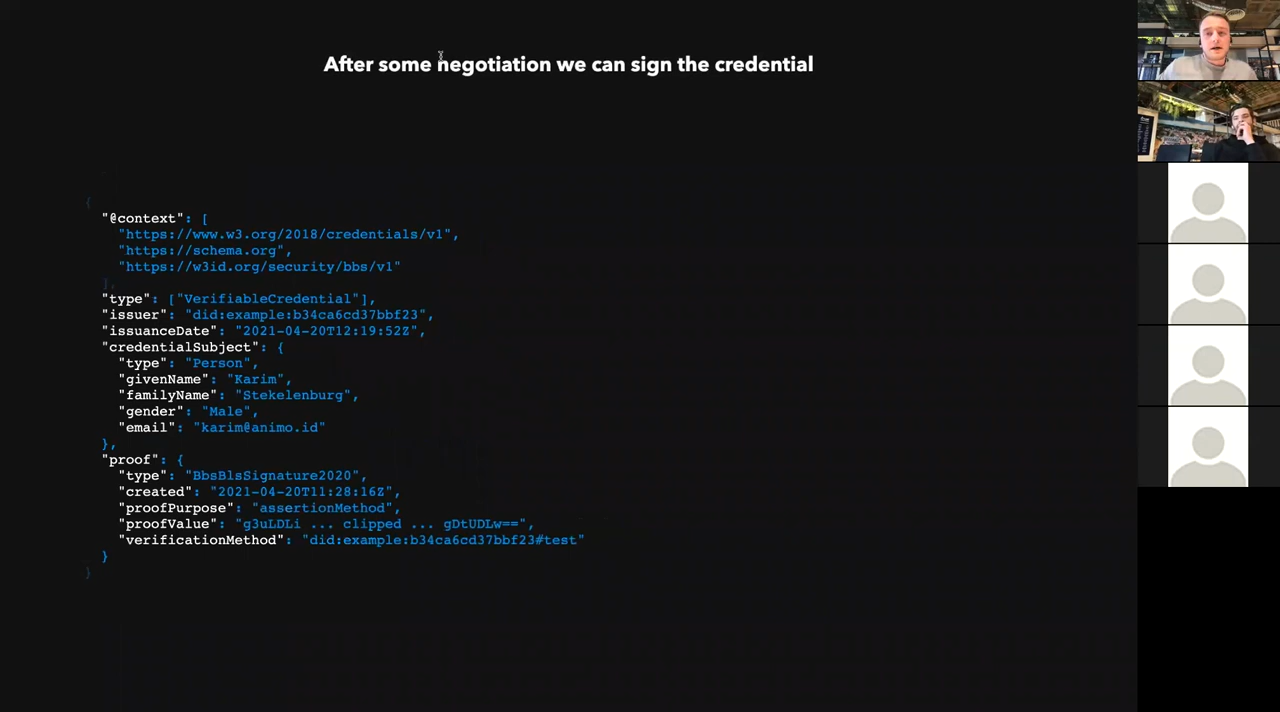 After some negotiation we can sign the credential
{
"@context": [
"https://www.w3.org/2018/credentials/v1",
"https://schema.org",
"https://w3id.org/security/bbs/v1"
],
"type": ["VerifiableCredential"],
"issuer": "did:example:b34ca6cd37bbf23",
"issuanceDate": "2021-04-20T12:19:52Z",
"credentialSubject": {
"type": "Person",
"givenName": "Karim",
"familyName": "Stekelenburg",
"gender": "Male",
"email": "karim@animo.id"
},
"proof": {
"type": "BbsBlsSignature2020",
"created": "2021-04-20T11:28:16Z",
"proofPurpose": "assertionMethod",
"proofValue": "g3uLDLi ... clipped ... gDtUDLw==",
"verificationMethod": "did:example:b34ca6cd37bbf23#test"
}
}